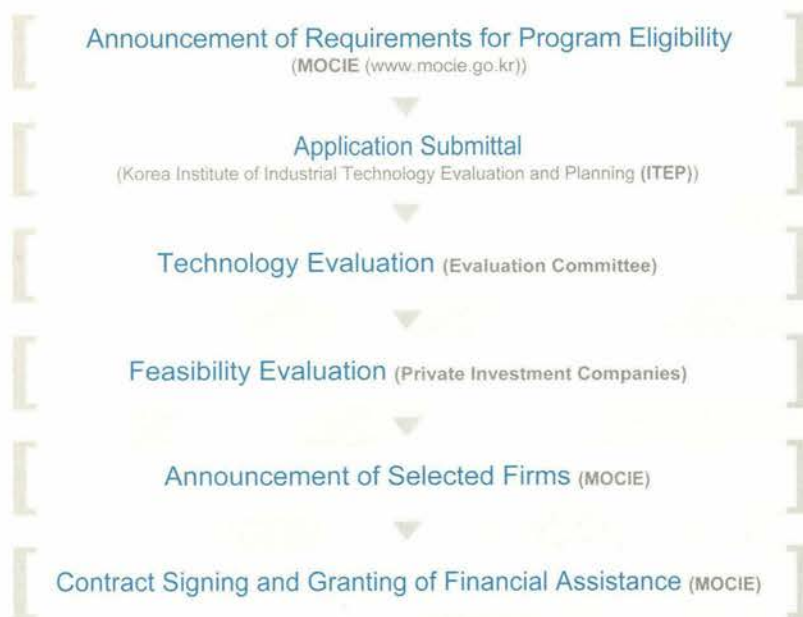 Announcement of Requirements for Program Eligibility
(MOCIE (www.mocie.go.kr))
Application Submittal
(Korea Institute of Industrial Technology Evaluation and Planning (ITEP))
Technology Evaluation (Evaluation Committee)
Feasibility Evaluation (Private Investment Companies)
Announcement of Selected Firms (MOCIE)
Contract Signing and Granting of Financial Assistance (MOCIE)